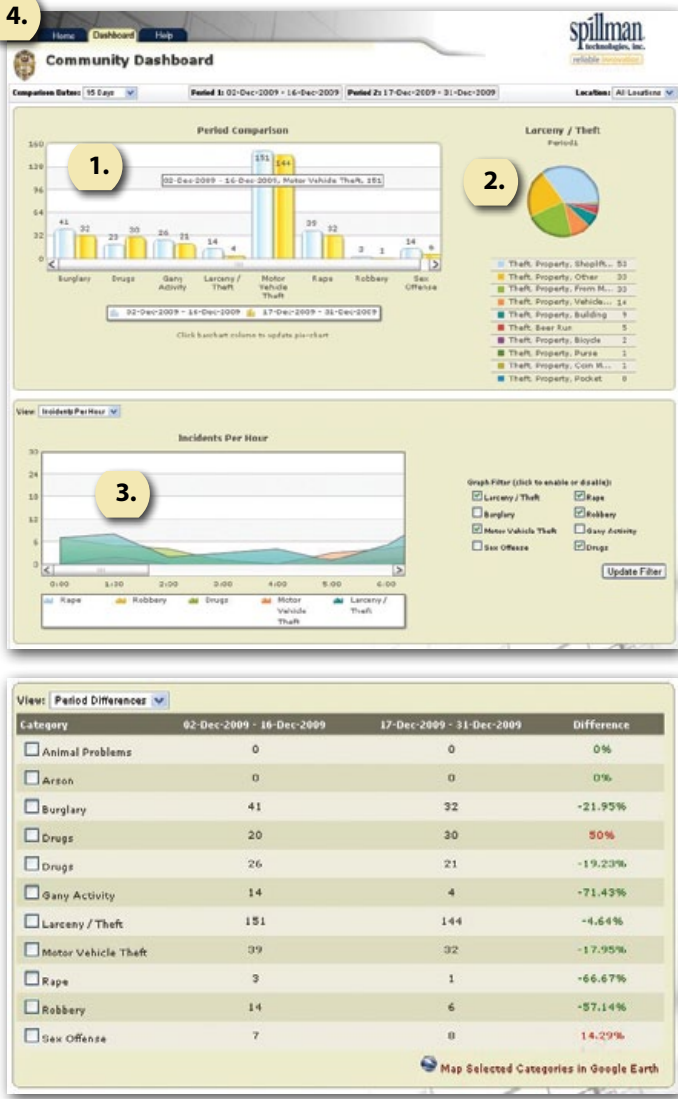 4.
Home Dashboard Help
spillman
technologies, inc.
reliable innovation
Community Dashboard
Comparison Dates: 15 Days Period 1: 02-Dec-2009 - 16-Dec-2009 Period 2: 17-Dec-2009 - 31-Dec-2009 Location: All Locations
Period Comparison
160
128
96
64
32
0
1.
41 32 23 30 26 21 14 4 151 144 39 32 3 1 14
02-Dec-2009 - 16-Dec-2009, Motor Vehicle Theft, 151
Burglary Drugs Gany Activity Larceny / Theft Motor Vehicle Theft Rape Robbery Sex Offense
02-Dec-2009 - 16-Dec-2009 17-Dec-2009 - 31-Dec-2009
Click barchart column to update pie-chart
Larceny / Theft
Period1
2.
Theft, Property, Shoplift... 53
Theft, Property, Other 33
Theft, Property, From M... 33
Theft, Property, Vehicle... 14
Theft, Property, Building 9
Theft, Beer Run 5
Theft, Property, Bicycle 2
Theft, Property, Purse 1
Theft, Property, Coin M... 1
Theft, Property, Pocket 0
View: Incidents Per Hour
Incidents Per Hour
30
24
18
12
6
0
3.
0:00 1:00 2:00 3:00 4:00 5:00 6:00
Rape Robbery Drugs Motor Vehicle Theft Larceny / Theft
Graph Filter (click to enable or disable):
Larceny / Theft Rape
Burglary Robbery
Motor Vehicle Theft Gany Activity
Sex Offense Drugs
Update Filter
View: Period Differences
Category 02-Dec-2009 - 16-Dec-2009 17-Dec-2009 - 31-Dec-2009 Difference
Animal Problems 0 0 0%
Arson 0 0 0%
Burglary 41 32 -21.95%
Drugs 20 30 50%
Drugs 26 21 -19.23%
Gany Activity 14 4 -71.43%
Larceny / Theft 151 144 -4.64%
Motor Vehicle Theft 39 32 -17.95%
Rape 3 1 -66.67%
Robbery 14 6 -57.14%
Sex Offense 7 8 14.29%
Map Selected Categories in Google Earth